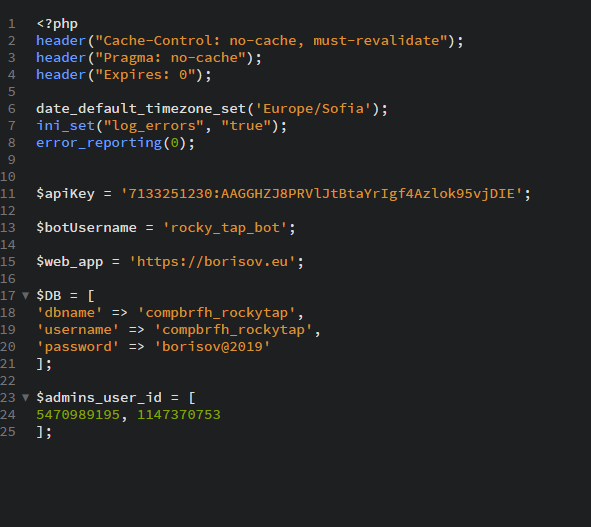 1 <?php
2 header("Cache-Control: no-cache, must-revalidate");
3 header("Pragma: no-cache");
4 header("Expires: 0");
5
6 date_default_timezone_set('Europe/Sofia');
7 ini_set("log_errors", "true");
8 error_reporting(0);
9
10
11 $apiKey = '7133251230:AAGGHZJ8PRVlJtBtaYrIgf4Azlok95vjDIE';
12
13 $botUsername = 'rocky_tap_bot';
14
15 $web_app = 'https://borisov.eu';
16
17 $DB = [
18 'dbname' => 'compbrfh_rockytap',
19 'username' => 'compbrfh_rockytap',
20 'password' => 'borisov@2019'
21 ];
22
23 $admins_user_id = [
24 5470989195, 1147370753
25 ];